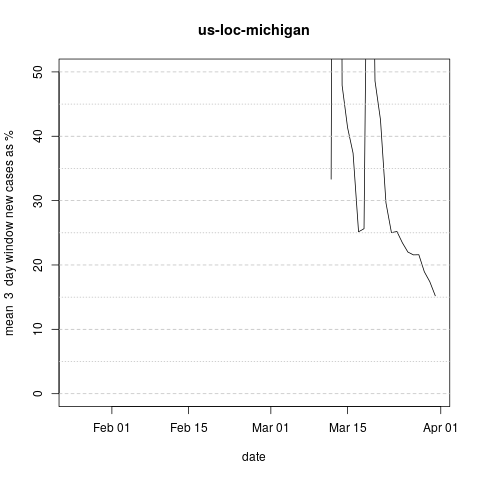 us-loc-michigan
mean 3 day window new cases as %
50
40
30
20
10
0
Feb 01
Feb 15
Mar 01
Mar 15
Apr 01
date